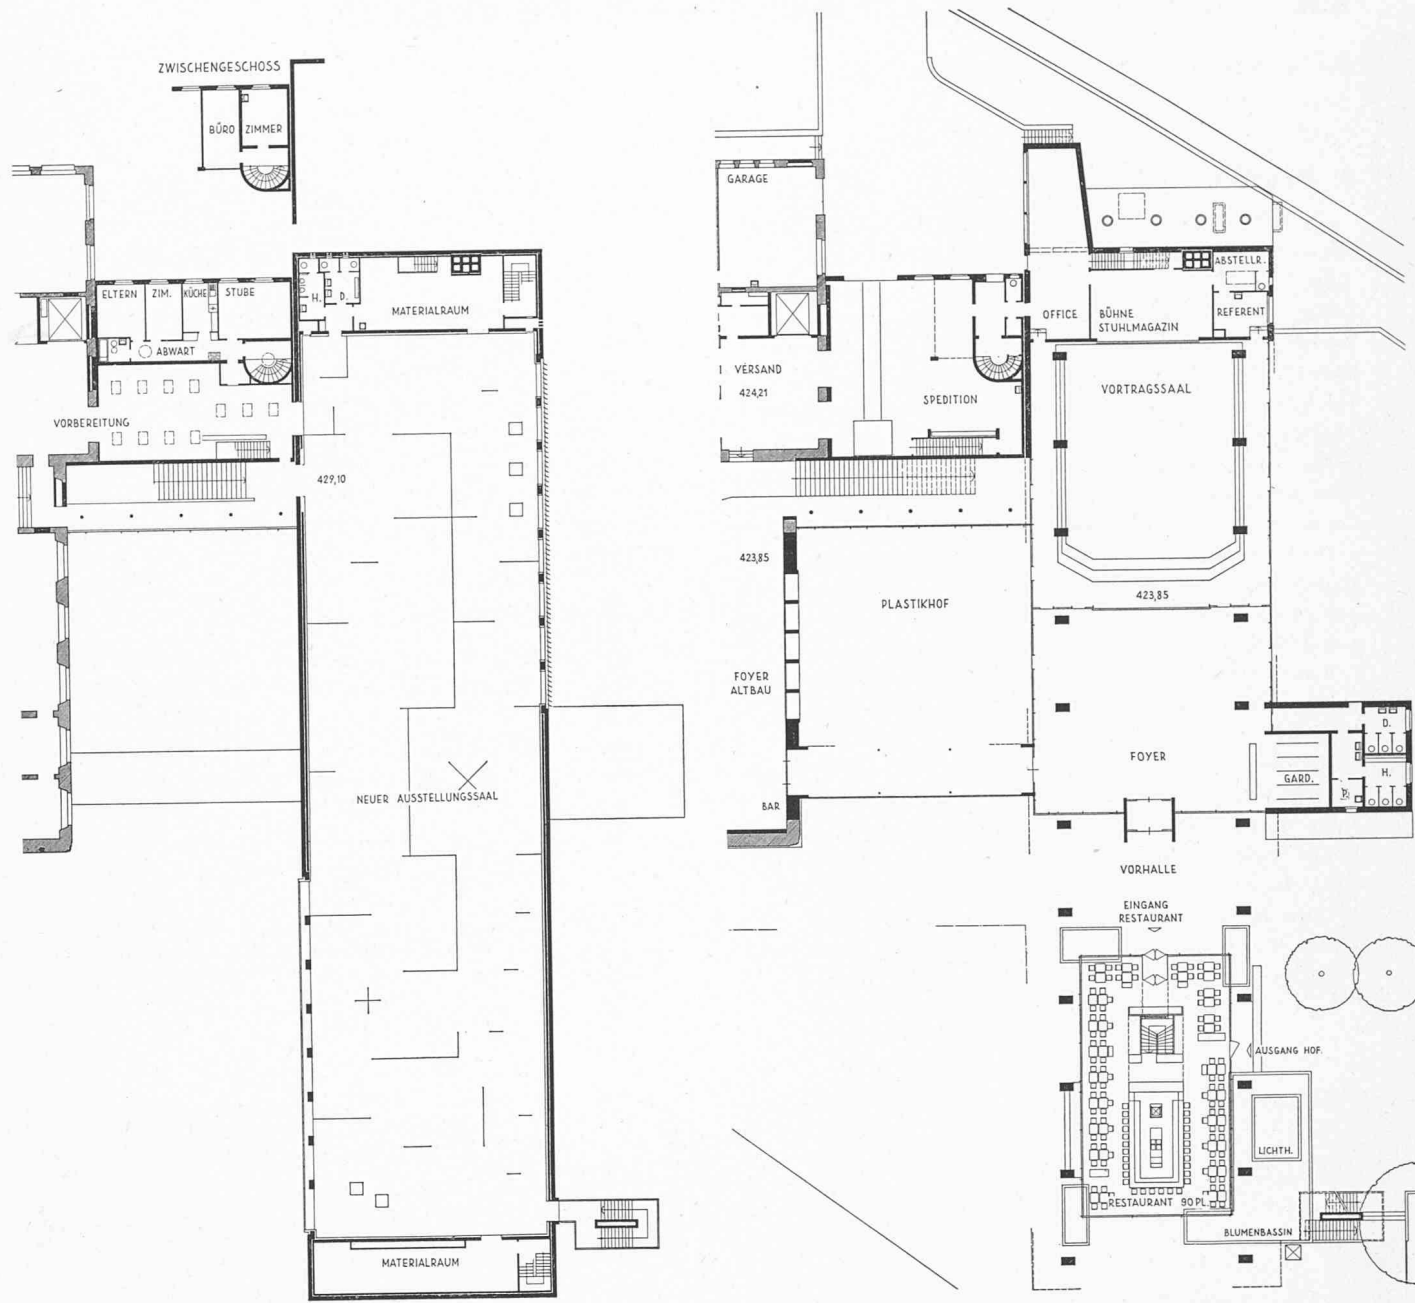 ZWISCHENGESCHOSS
BÜRO
ZIMMER
H.
D.
MATERIALRAUM
ELTERN
ZIM.
KÜCHE
STUBE
ABWART
VORBEREITUNG
429,10
NEUER AUSSTELLUNGSSAAL
MATERIALRAUM
GARAGE
VERSAND
424,21
SPEDITION
OFFICE
BÜHNE
STUHLMAGAZIN
ABSTELLR.
REFERENT
VORTRAGSSAAL
423,85
PLASTIKHOF
423,85
FOYER
ALTBAU
BAR
FOYER
GARD.
D.
H.
VORHALLE
EINGANG
RESTAURANT
AUSGANG HOF.
LICHTH.
RESTAURANT 90 PL.
BLUMENBASSIN